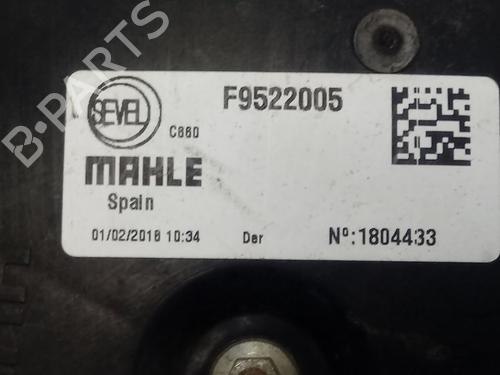 B-PARTS
SEVEL
F9522005
C880
MAHLE
Spain
01/02/2018 10:34 Der Nº:1804433